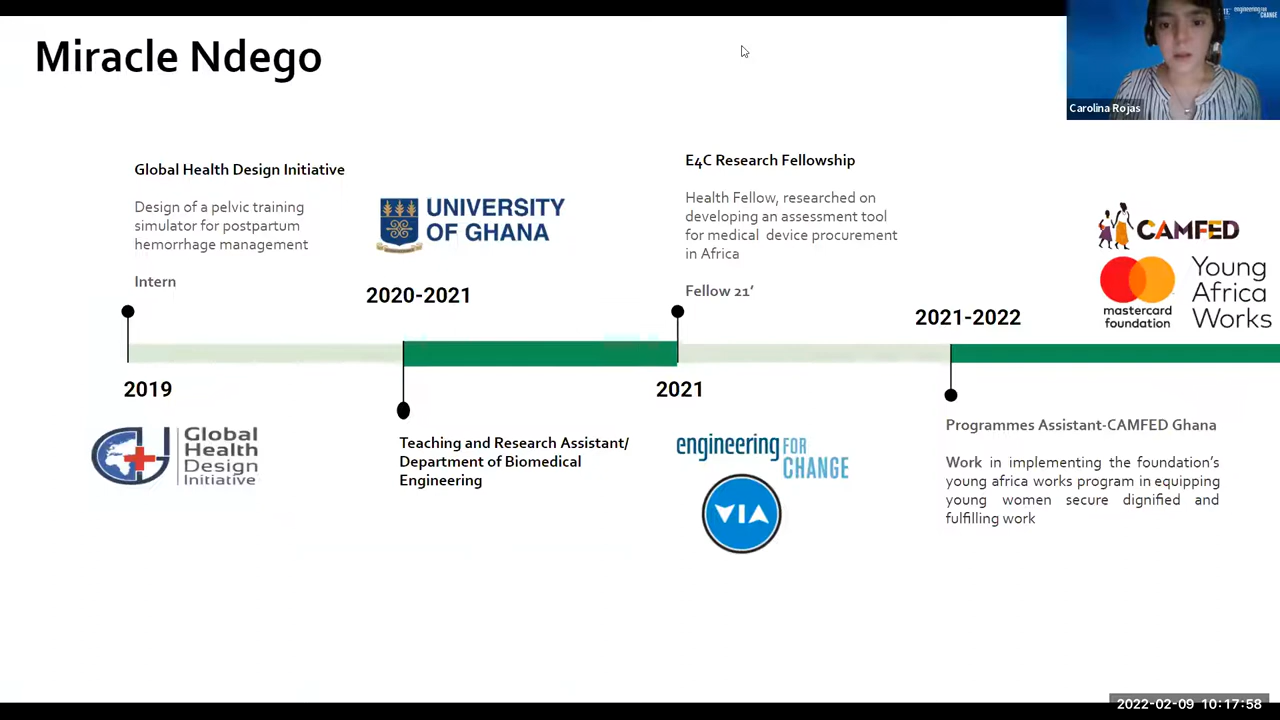 Miracle Ndego
engineering FOR
CHANGE
Carolina Rojas
Global Health Design Initiative
Design of a pelvic training
simulator for postpartum
hemorrhage management
Intern
UNIVERSITY
OF GHANA
2020-2021
E4C Research Fellowship
Health Fellow, researched on
developing an assessment tool
for medical device procurement
in Africa
Fellow 21’
CAMFED
mastercard
foundation
Young
Africa
Works
2021-2022
2019
Global
Health
Design
Initiative
Teaching and Research Assistant/
Department of Biomedical
Engineering
2021
engineering FOR
CHANGE
VIA
Programmes Assistant-CAMFED Ghana
Work in implementing the foundation’s
young africa works program in equipping
young women secure dignified and
fulfilling work
2022-02-09 10:17:58